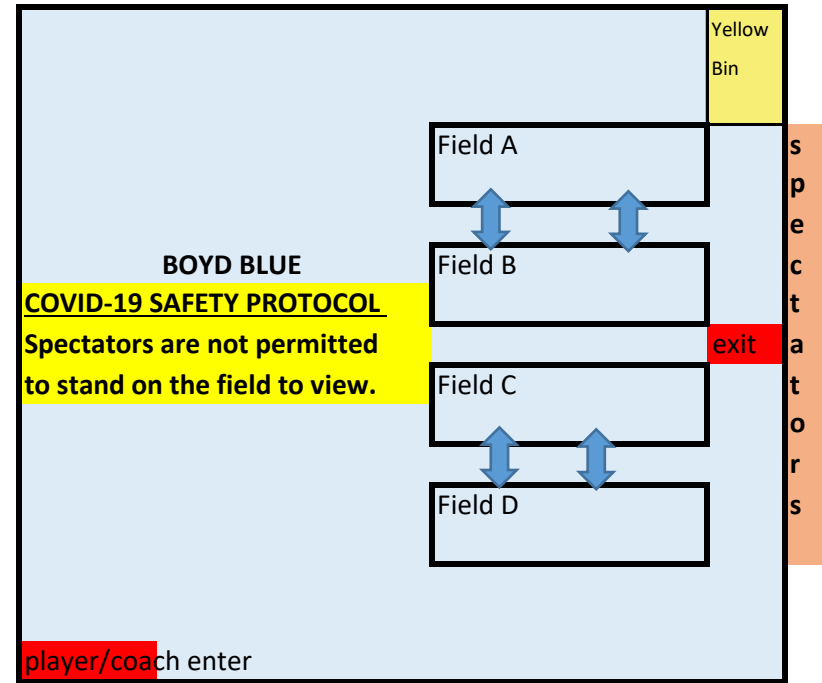 Yellow
Bin
Field A
BOYD BLUE
Field B
COVID-19 SAFETY PROTOCOL
Spectators are not permitted
exit
to stand on the field to view.
Field C
Field D
player/coach enter
spectators